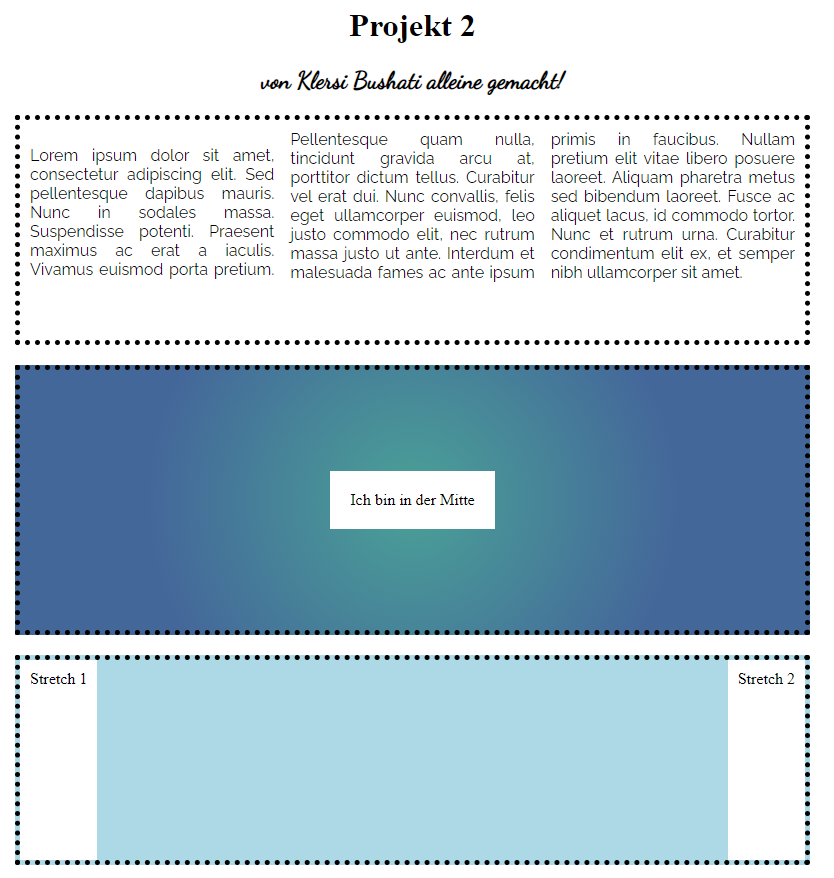 Projekt 2
von Klersi Bushati alleine gemacht!
Lorem ipsum dolor sit amet,
consectetur adipiscing elit. Sed
pellentesque dapibus mauris.
Nunc in sodales massa.
Suspendisse potenti. Praesent
maximus ac erat a iaculis.
Vivamus euismod porta pretium.
Pellentesque quam nulla,
tincidunt gravida arcu at,
porttitor dictum tellus. Curabitur
vel erat dui. Nunc convallis, felis
eget ullamcorper euismod, leo
justo commodo elit, nec rutrum
massa justo ut ante. Interdum et
malesuada fames ac ante ipsum
primis in faucibus. Nullam
pretium elit vitae libero posuere
laoreet. Aliquam pharetra metus
sed bibendum laoreet. Fusce ac
aliquet lacus, id commodo tortor.
Nunc et rutrum urna. Curabitur
condimentum elit ex, et semper
nibh ullamcorper sit amet.
Ich bin in der Mitte
Stretch 1
Stretch 2